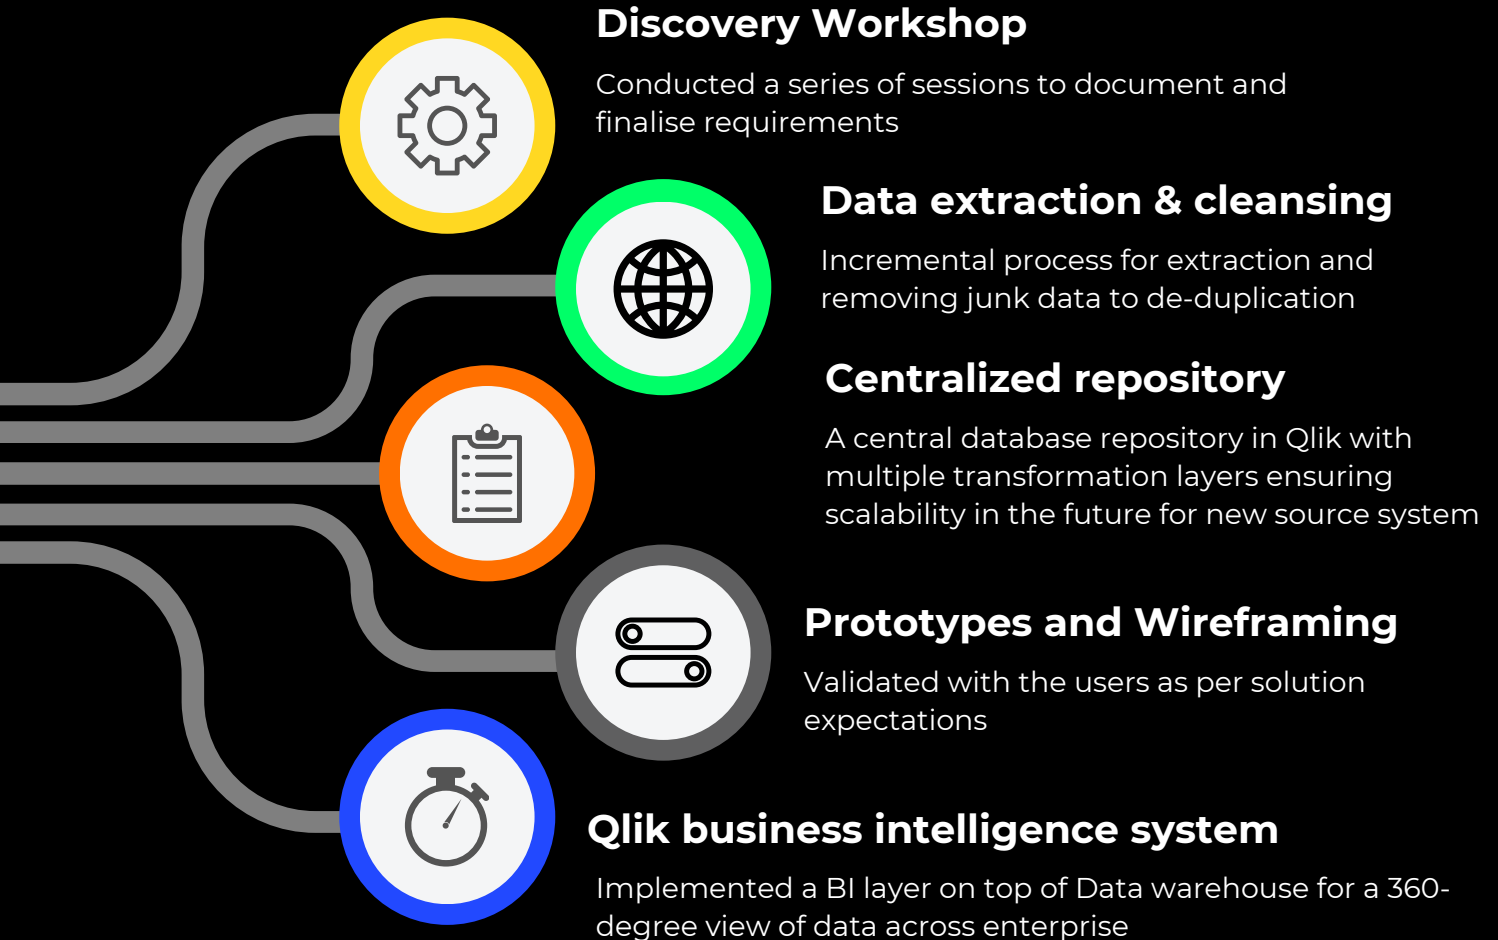 Discovery Workshop
Conducted a series of sessions to document and
finalise requirements
Data extraction & cleansing
Incremental process for extraction and
removing junk data to de-duplication
Centralized repository
A central database repository in Qlik with
multiple transformation layers ensuring
scalability in the future for new source system
Prototypes and Wireframing
Validated with the users as per solution
expectations
Qlik business intelligence system
Implemented a BI layer on top of Data warehouse for a 360-
degree view of data across enterprise